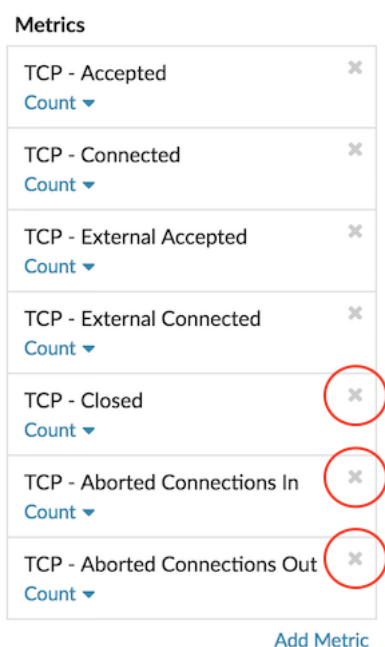 Metrics
TCP - Accepted
Count
TCP - Connected
Count
TCP - External Accepted
Count
TCP - External Connected
Count
TCP - Closed
Count
TCP - Aborted Connections In
Count
TCP - Aborted Connections Out
Count
Add Metric